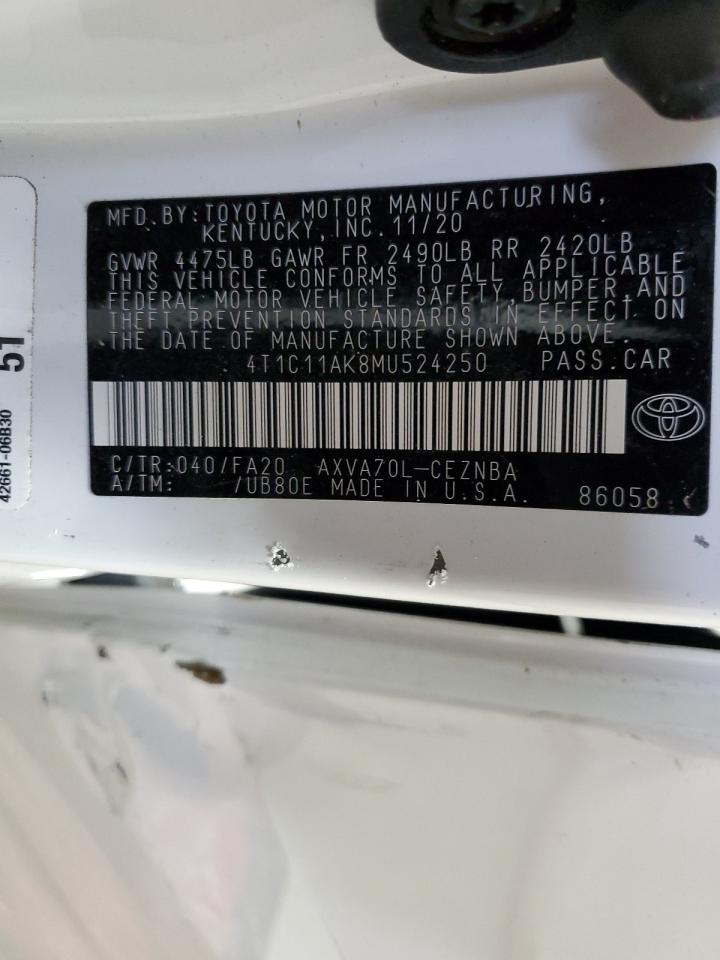 MFD.BY:TOYOTA MOTOR MANUFACTURING,
KENTUCKY,INC.11/20
GVWR 4475LB GAWR FR 2490LB RR 2420LB
THIS VEHICLE CONFORMS TO ALL APPLICABLE
FEDERAL MOTOR VEHICLE SAFETY,BUMPER,AND
THEFT PREVENTION STANDARDS IN EFFECT ON
THE DATE OF MANUFACTURE SHOWN ABOVE.
4T1C11AK8MU524250 PASS.CAR
C/TR:040/FA20 AXVA70L-CEZNBA
A/TM: /UB80E MADE IN U.S.A. 86058
51
42661-06B30